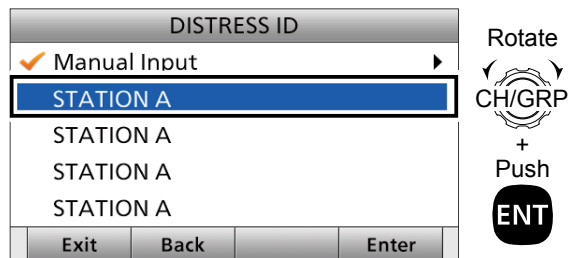 DISTRESS ID
Manual Input
STATION A
STATION A
STATION A
STATION A
Exit Back Enter
Rotate
CH/GRP
+
Push
ENT